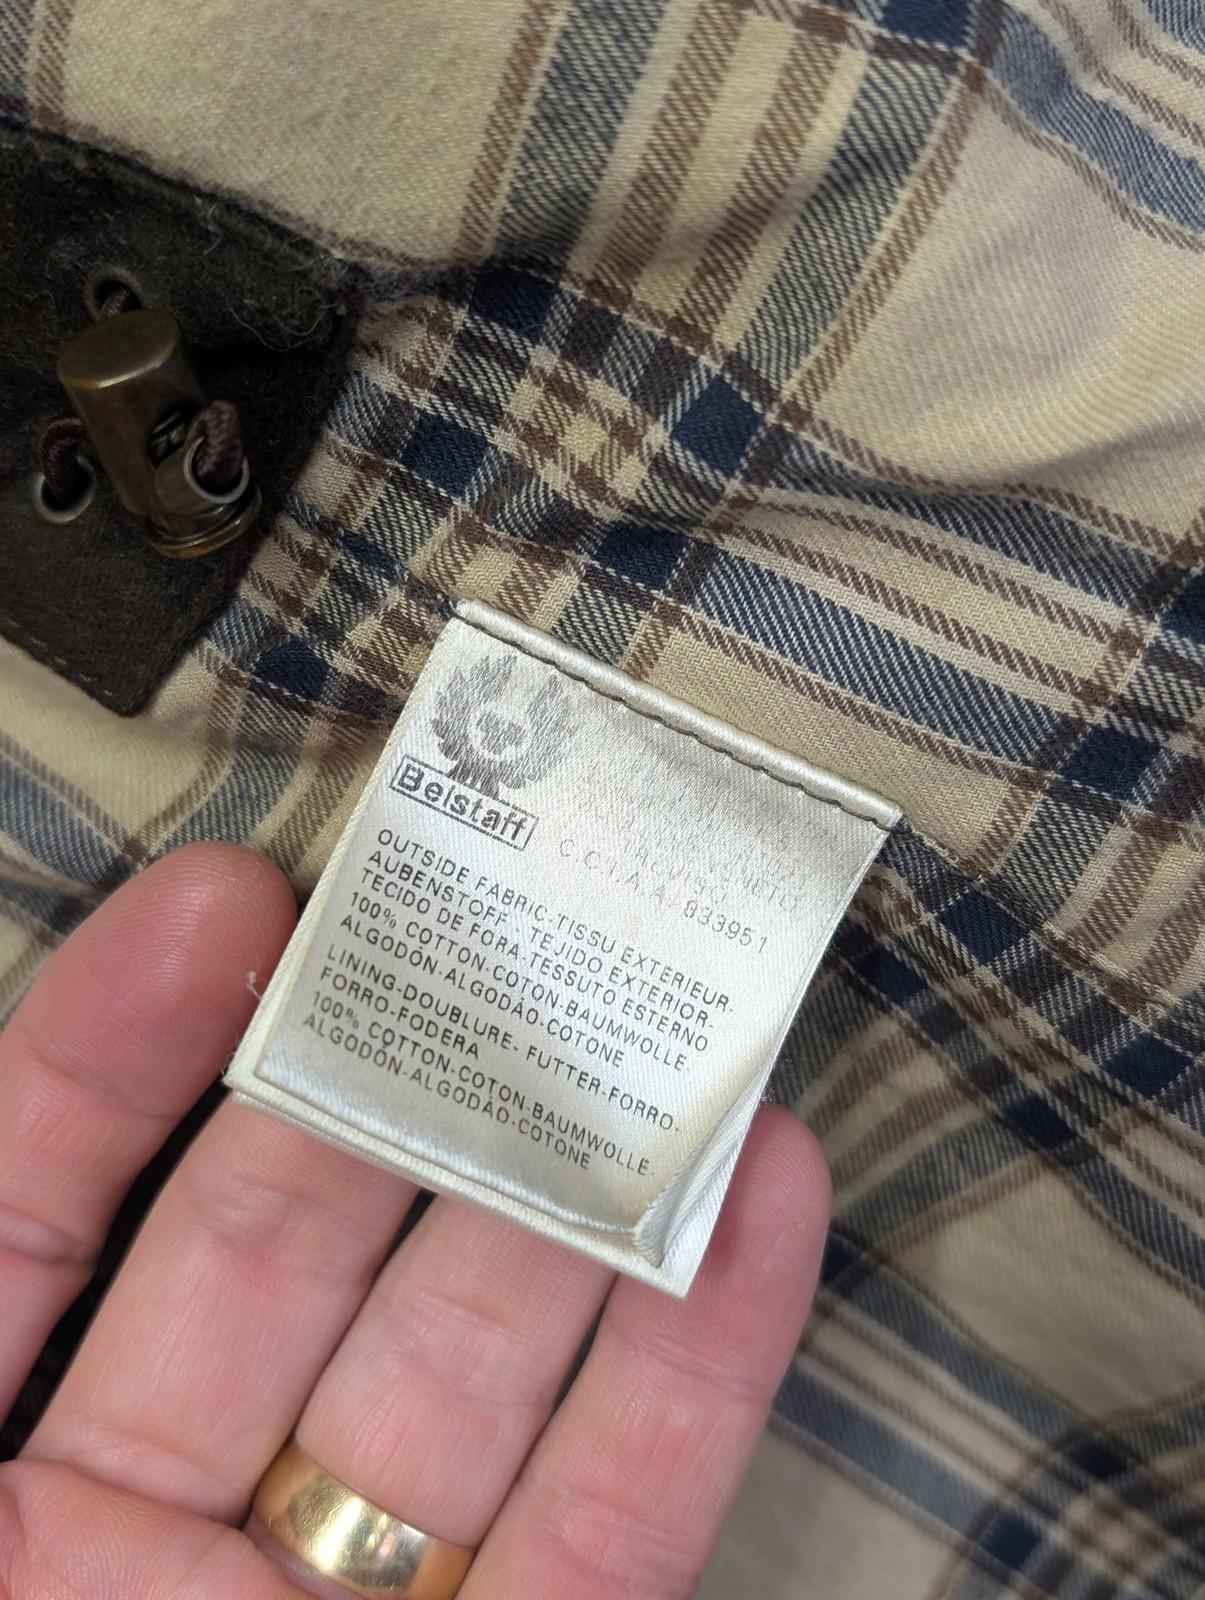 Belstaff
C.C.I.A.A. 833951
OUTSIDE FABRIC-TISSU EXTERIEUR-
AUBENSTOFF-TEJIDO EXTERIOR-
TECIDO DE FORA-TESSUTO ESTERNO
100% COTTON-COTON-BAUMWOLLE-
ALGODÓN-ALGODÃO-COTONE
LINING-DOUBLURE- FUTTER-FORRO-
FORRO-FODERA
100% COTTON-COTON-BAUMWOLLE-
ALGODÓN-ALGODÃO-COTONE